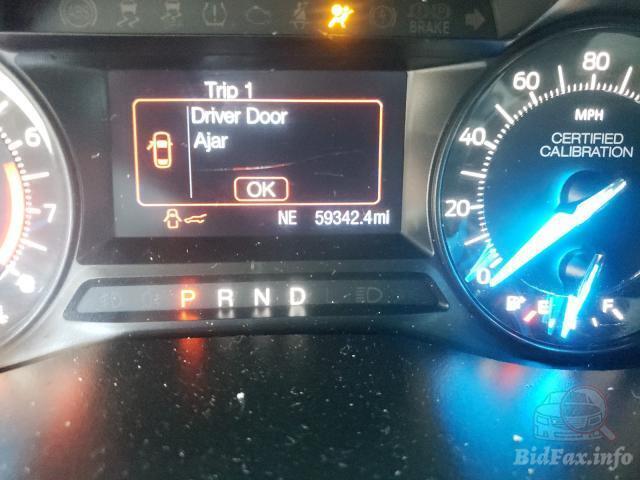 BRAKE
Trip 1
Driver Door
Ajar
OK
NE 59342.4mi
P R N D
6
7
8
0
20
40
60
80
MPH
CERTIFIED
CALIBRATION
E F
BidFax.info